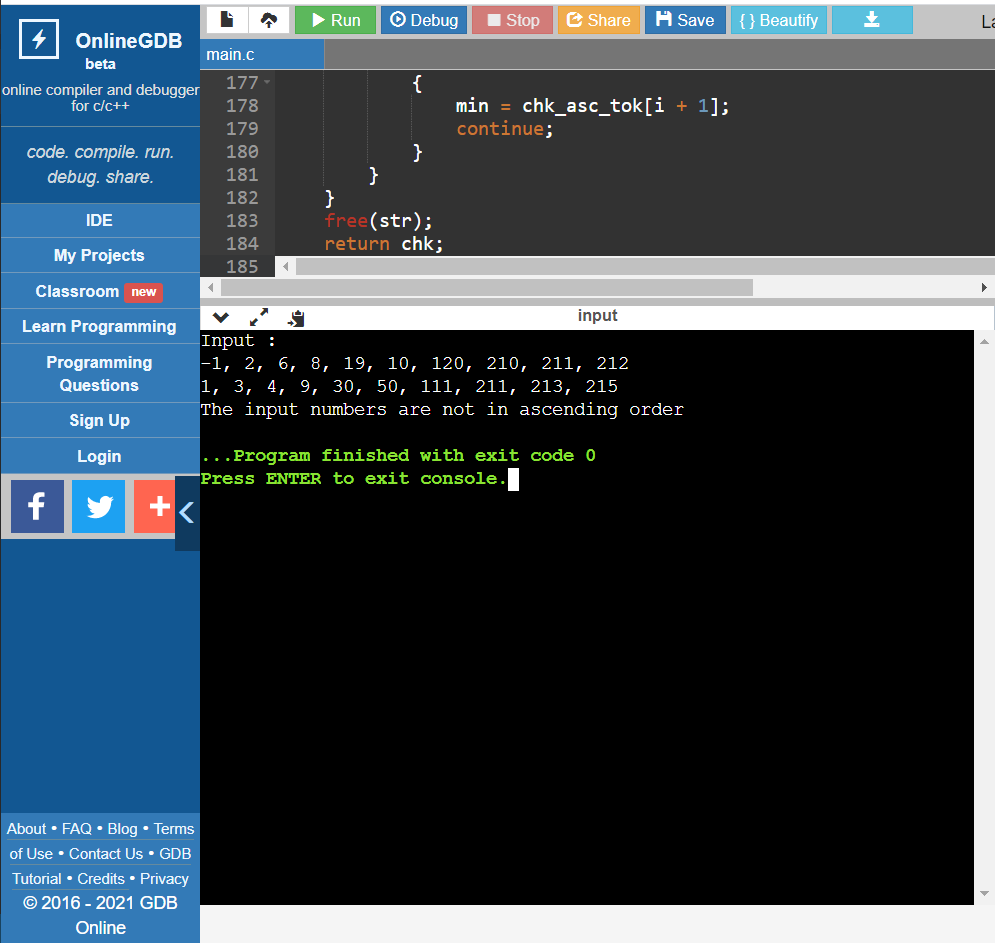 OnlineGDB
beta
online compiler and debugger
for c/c++
code. compile. run.
debug. share.
IDE
My Projects
Classroom new
Learn Programming
Programming
Questions
Sign Up
Login
About • FAQ • Blog • Terms
of Use • Contact Us • GDB
Tutorial • Credits • Privacy
© 2016 - 2021 GDB
Online
Run Debug Stop Share Save { } Beautify La
main.c
177 {
178 min = chk_asc_tok[i + 1];
179 continue;
180 }
181 }
182 }
183 free(str);
184 return chk;
185
input
Input :
-1, 2, 6, 8, 19, 10, 120, 210, 211, 212
1, 3, 4, 9, 30, 50, 111, 211, 213, 215
The input numbers are not in ascending order
...Program finished with exit code 0
Press ENTER to exit console.